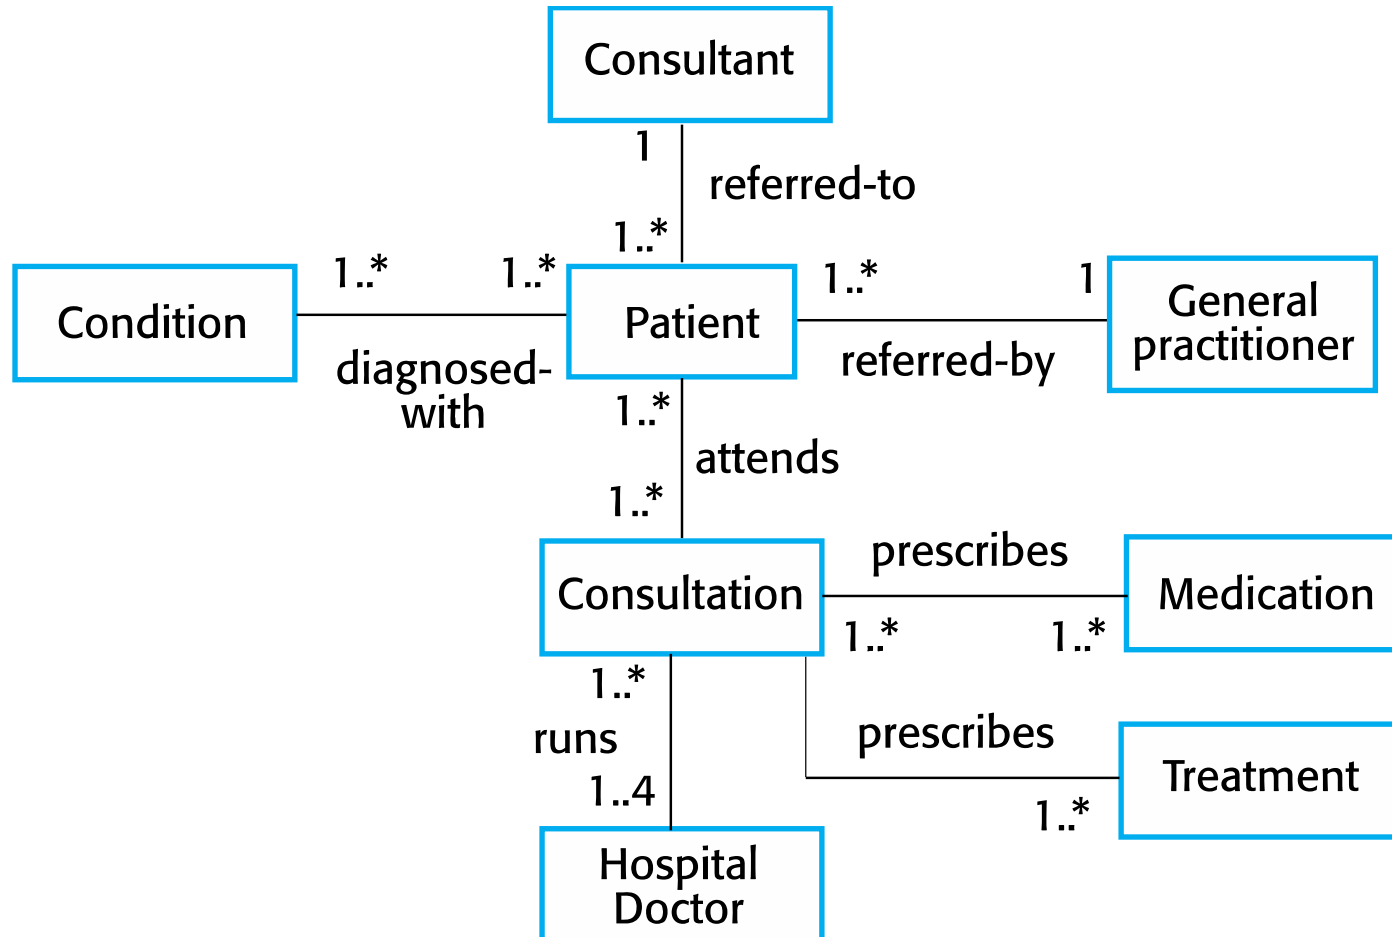 Consultant
1
referred-to
1..*
1..*
1..*
1..*
1
Condition
Patient
General
practitioner
diagnosed-
with
referred-by
1..*
attends
1..*
prescribes
Consultation
Medication
1..*
1..*
1..*
runs
prescribes
1..4
Treatment
1..*
Hospital
Doctor